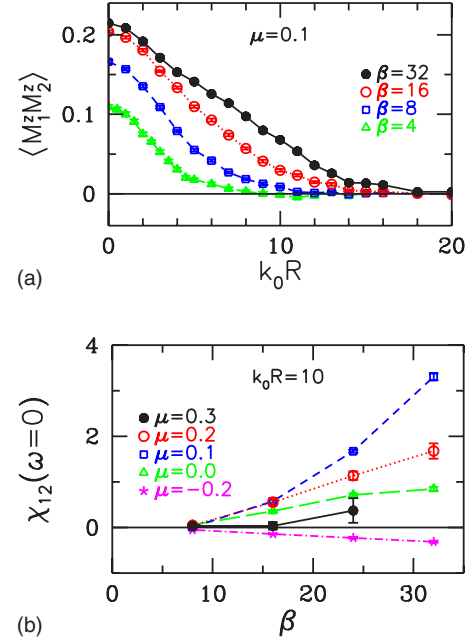 μ=0.1
0.2
0.1
0
⟨M₁ᶻM₂ᶻ⟩
β=32
β=16
β=8
β=4
0 10 20
k₀R
(a)
4
2
0
χ₁₂(ω=0)
k₀R=10
μ=0.3
μ=0.2
μ=0.1
μ=0.0
μ=−0.2
0 10 20 30
β
(b)